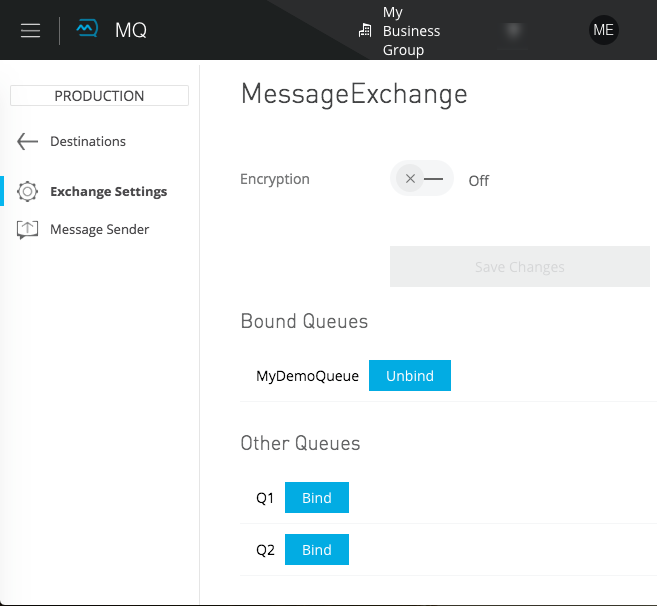 MQ
My
Business
Group
ME
PRODUCTION
Destinations
Exchange Settings
Message Sender
MessageExchange
Encryption
Off
Save Changes
Bound Queues
MyDemoQueue Unbind
Other Queues
Q1 Bind
Q2 Bind